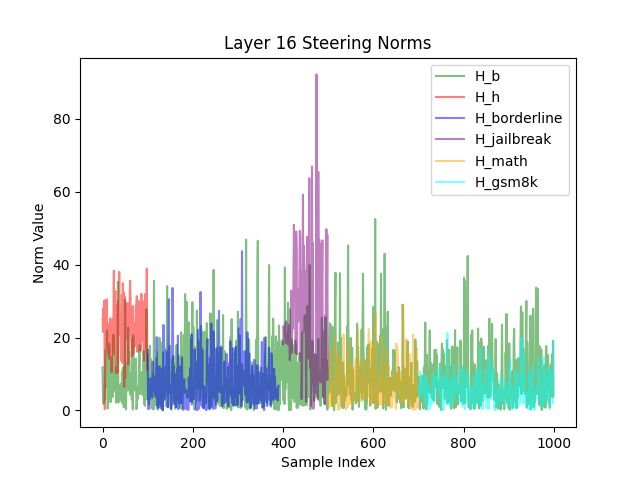 Layer 16 Steering Norms
H_b
H_h
H_borderline
H_jailbreak
H_math
H_gsm8k
80
60
40
20
0
Norm Value
0 200 400 600 800 1000
Sample Index